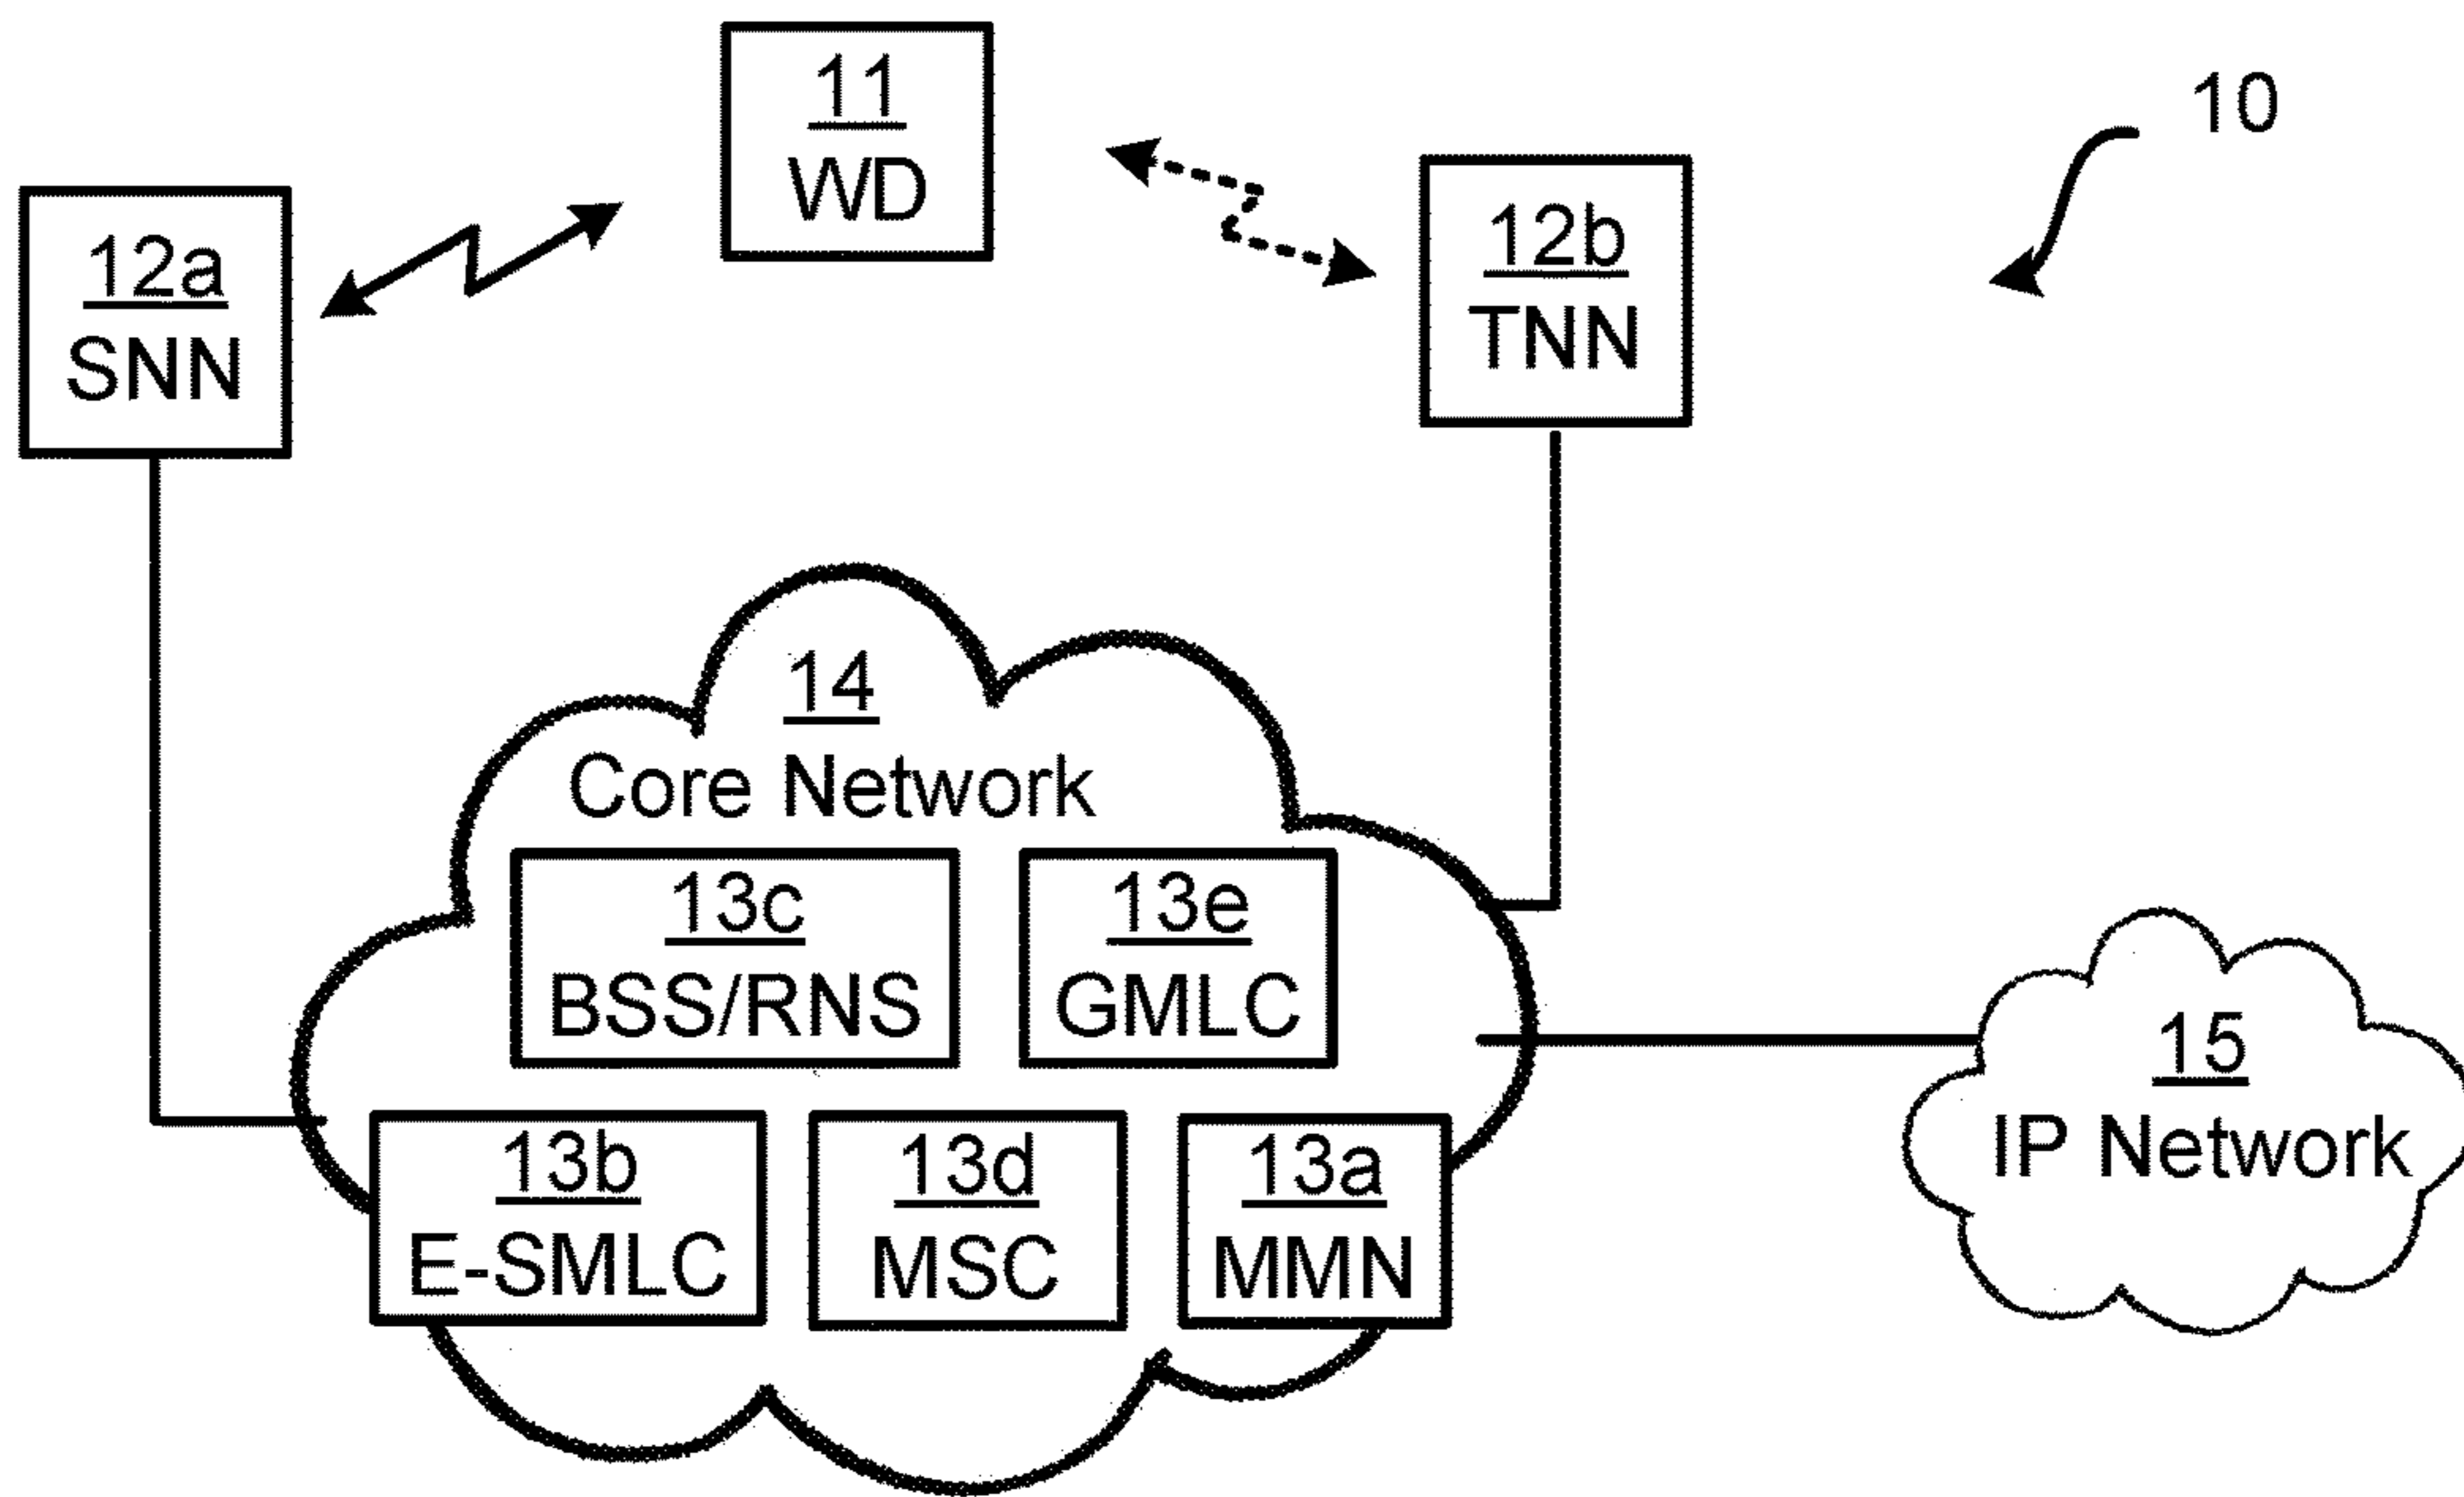 11
WD
10
12a
SNN
12b
TNN
14
Core Network
13c
BSS/RNS
13e
GMLC
13b
E-SMLC
13d
MSC
13a
MMN
15
IP Network